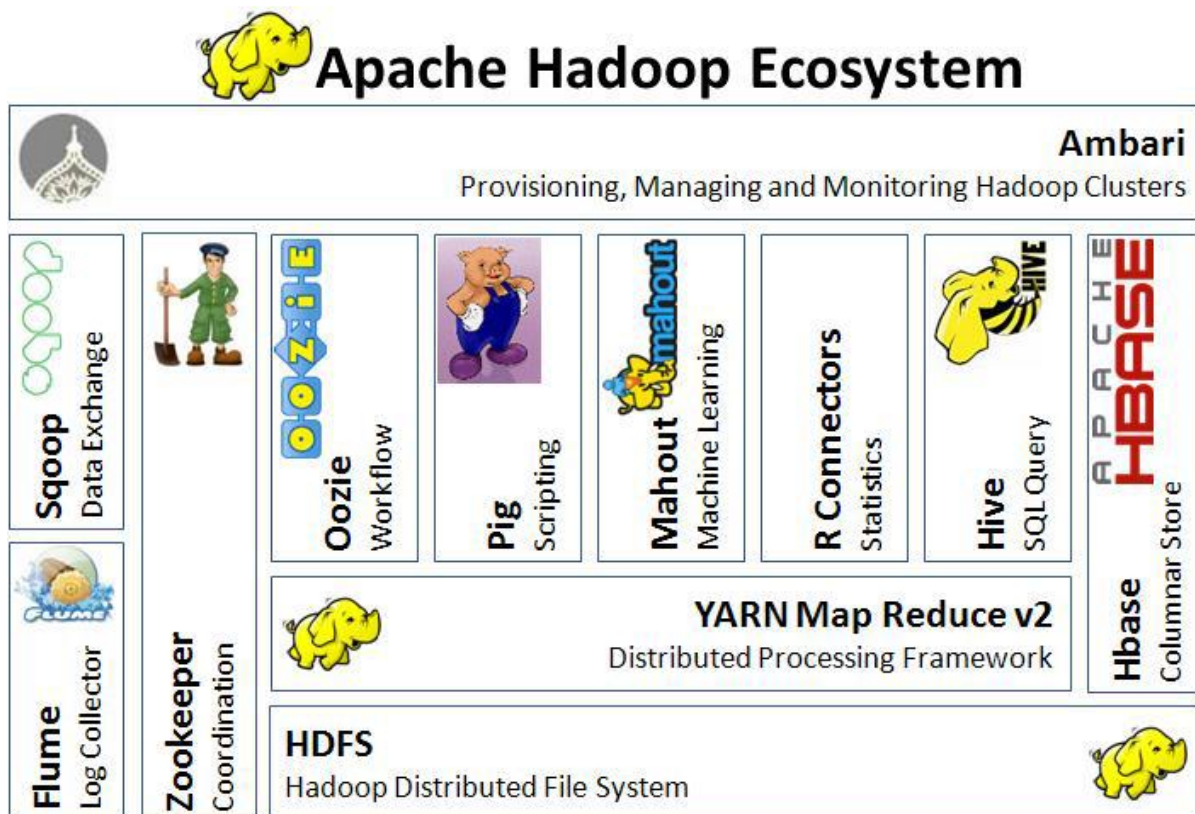 Apache Hadoop Ecosystem
Ambari
Provisioning, Managing and Monitoring Hadoop Clusters
sqoop
Sqoop
Data Exchange
FLUME
Flume
Log Collector
Zookeeper
Coordination
OOZiE
Oozie
Workflow
Pig
Scripting
mahout
Mahout
Machine Learning
R Connectors
Statistics
HIVE
Hive
SQL Query
APACHE
HBASE
Hbase
Columnar Store
YARN Map Reduce v2
Distributed Processing Framework
HDFS
Hadoop Distributed File System